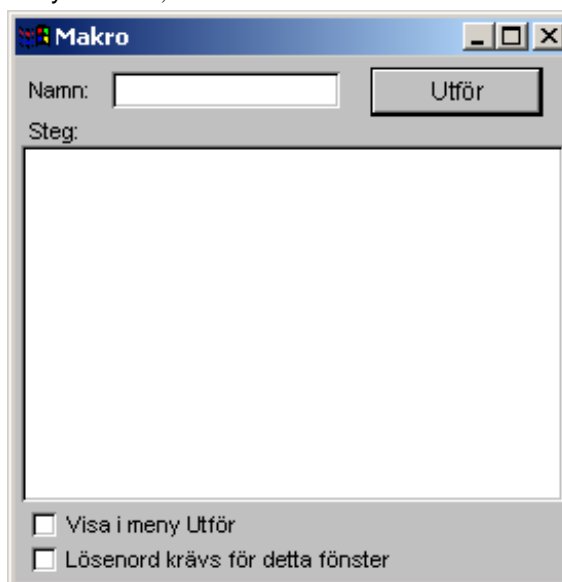 Makro
Namn: Utför
Steg:
Visa i meny Utför
Lösenord krävs för detta fönster